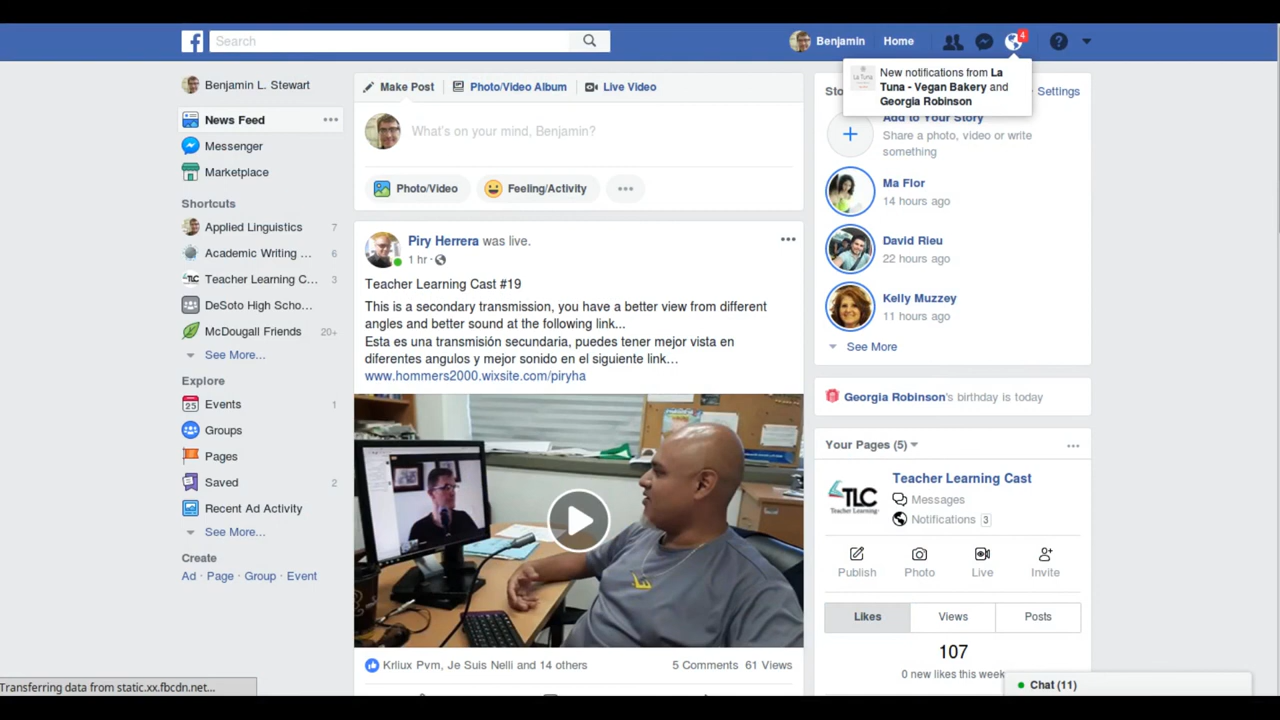 Search
Benjamin
Home
4
New notifications from La
Tuna - Vegan Bakery and
Georgia Robinson
Benjamin L. Stewart
News Feed
Messenger
Marketplace
Shortcuts
Applied Linguistics 7
Academic Writing ... 6
Teacher Learning C... 3
DeSoto High Scho...
McDougall Friends 20+
See More...
Explore
Events 1
Groups
Pages
Saved 2
Recent Ad Activity
See More...
Create
Ad · Page · Group · Event
Make Post
Photo/Video Album
Live Video
What's on your mind, Benjamin?
Photo/Video
Feeling/Activity
Piry Herrera was live.
1 hr ·
Teacher Learning Cast #19
This is a secondary transmission, you have a better view from different
angles and better sound at the following link...
Esta es una transmisión secundaria, puedes tener mejor vista en
diferentes angulos y mejor sonido en el siguiente link...
www.hommers2000.wixsite.com/piryha
Krliux Pvm, Je Suis Nelli and 14 others
5 Comments 61 Views
Settings
Add to Your Story
Share a photo, video or write
something
Ma Flor
14 hours ago
David Rieu
22 hours ago
Kelly Muzzey
11 hours ago
See More
Georgia Robinson's birthday is today
Your Pages (5)
TLC
Teacher Learning
Teacher Learning Cast
Messages
Notifications 3
Publish
Photo
Live
Invite
Likes
Views
Posts
107
0 new likes this week
Chat (11)
Transferring data from static.xx.fbcdn.net...